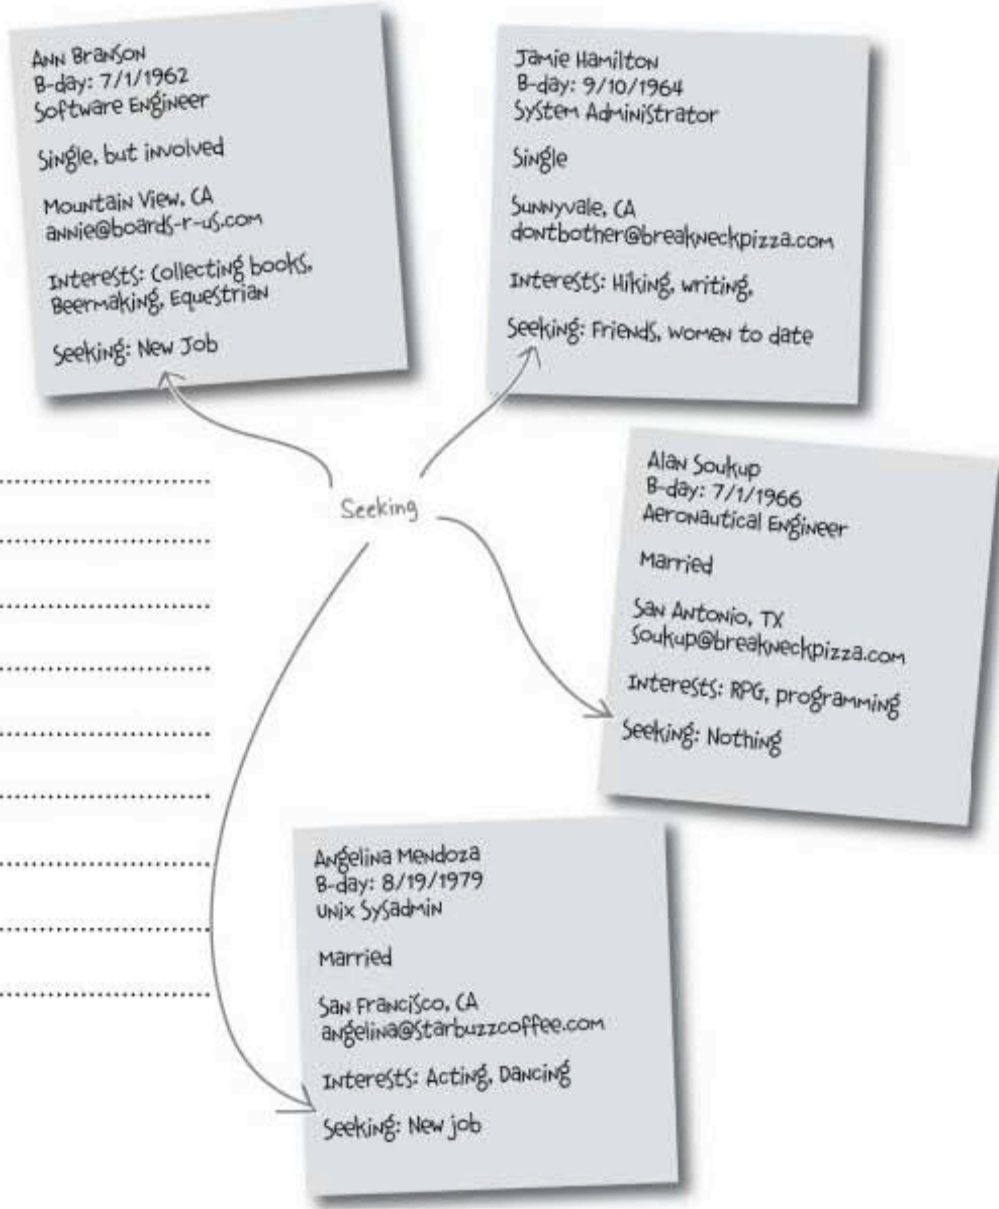 Ann Branson
B-day: 7/1/1962
Software Engineer
Single, but involved
Mountain View, CA
annie@boards-r-us.com
Interests: Collecting books,
Beermaking, Equestrian
Seeking: New Job
Jamie Hamilton
B-day: 9/10/1964
System Administrator
Single
Sunnyvale, CA
dontbother@breakneckpizza.com
Interests: Hiking, writing,
Seeking: Friends, women to date
Seeking
Alan Soukup
B-day: 7/1/1966
Aeronautical Engineer
Married
San Antonio, TX
soukup@breakneckpizza.com
Interests: RPG, programming
Seeking: Nothing
Angelina Mendoza
B-day: 8/19/1979
Unix Sysadmin
Married
San Francisco, CA
angelina@starbuzzcoffee.com
Interests: Acting, Dancing
Seeking: New job